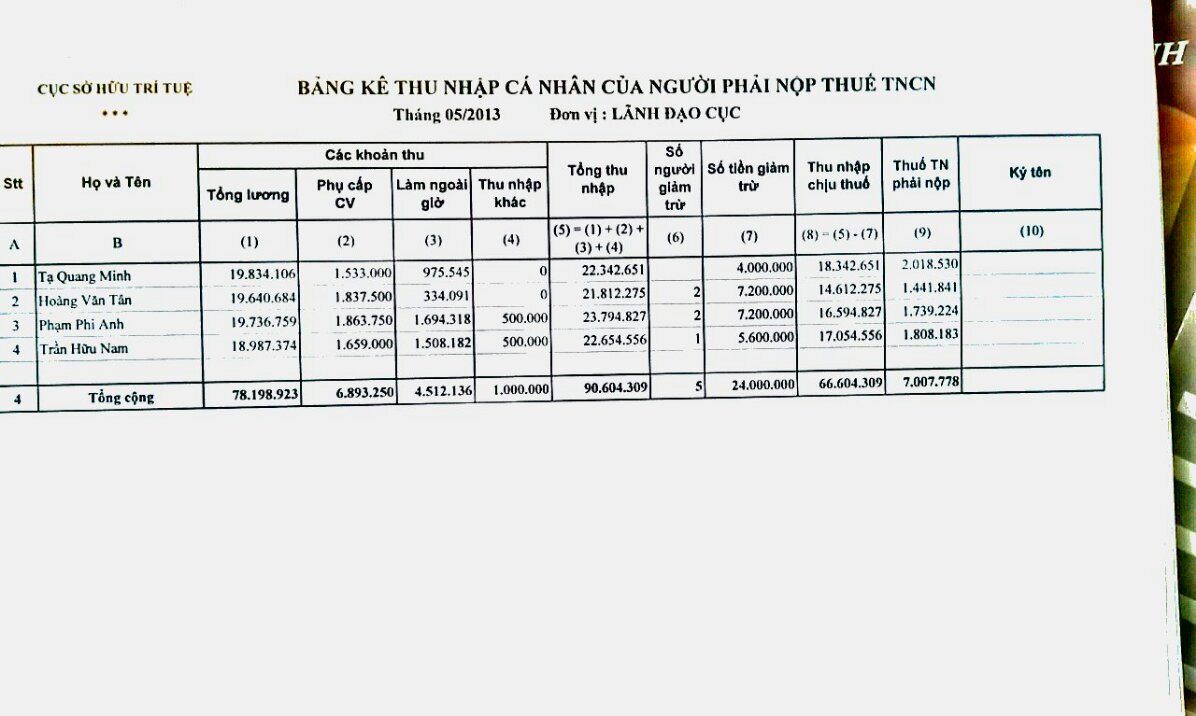 CỤC SỞ HỮU TRÍ TUỆ
***
BẢNG KÊ THU NHẬP CÁ NHÂN CỦA NGƯỜI PHẢI NỘP THUẾ TNCN
Tháng 05/2013 Đơn vị : LÃNH ĐẠO CỤC
Stt Họ và Tên Các khoản thu Tổng thu nhập Số người giảm trừ Số tiền giảm trừ Thu nhập chịu thuế Thuế TN phải nộp Ký tên
Tổng lương Phụ cấp CV Làm ngoài giờ Thu nhập khác
A B (1) (2) (3) (4) (5) = (1) + (2) + (3) + (4) (6) (7) (8) = (5) - (7) (9) (10)
1 Tạ Quang Minh 19.834.106 1.533.000 975.545 0 22.342.651 4.000.000 18.342.651 2.018.530
2 Hoàng Văn Tân 19.640.684 1.837.500 334.091 0 21.812.275 2 7.200.000 14.612.275 1.441.841
3 Phạm Phi Anh 19.736.759 1.863.750 1.694.318 500.000 23.794.827 2 7.200.000 16.594.827 1.739.224
4 Trần Hữu Nam 18.987.374 1.659.000 1.508.182 500.000 22.654.556 1 5.600.000 17.054.556 1.808.183
4 Tổng cộng 78.198.923 6.893.250 4.512.136 1.000.000 90.604.309 5 24.000.000 66.604.309 7.007.778